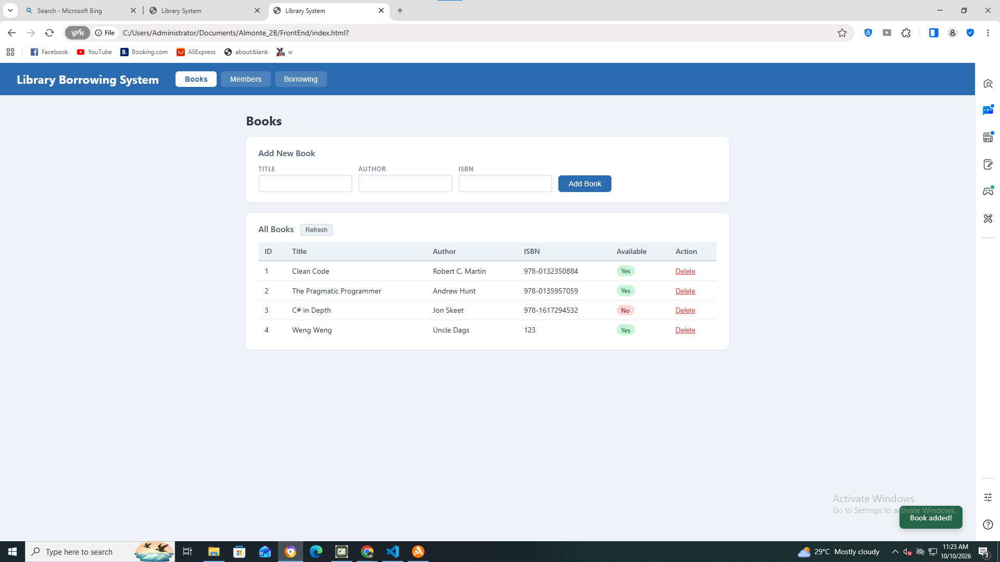 Search - Microsoft Bing
Library System
Library System
VPN
File
C:/Users/Administrator/Documents/Almonte_2B/FrontEnd/index.html?
Facebook
YouTube
B.
Booking.com
AliExpress
about:blank
w
Library Borrowing System
Books
Members
Borrowing
Books
Add New Book
TITLE AUTHOR ISBN
Add Book
All Books Refresh
ID Title Author ISBN Available Action
1 Clean Code Robert C. Martin 978-0132350884 Yes Delete
2 The Pragmatic Programmer Andrew Hunt 978-0135957059 Yes Delete
3 C# in Depth Jon Skeet 978-1617294532 No Delete
4 Weng Weng Uncle Dags 123 Yes Delete
Activate Windows
Go to Settings to activate Windows.
Book added!
Type here to search
29°C Mostly cloudy
11:23 AM
10/10/2026
3